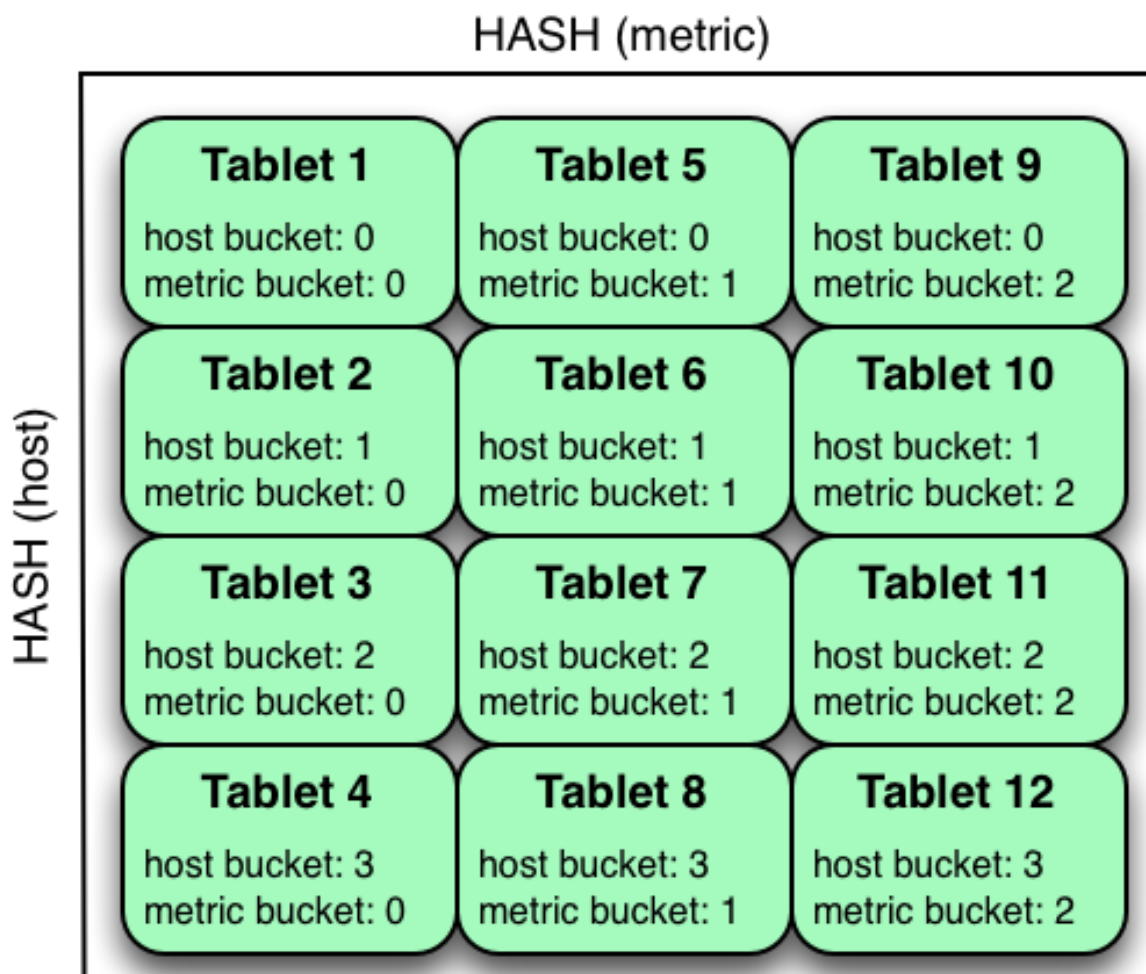 HASH (metric)
HASH (host)
Tablet 1
host bucket: 0
metric bucket: 0
Tablet 5
host bucket: 0
metric bucket: 1
Tablet 9
host bucket: 0
metric bucket: 2
Tablet 2
host bucket: 1
metric bucket: 0
Tablet 6
host bucket: 1
metric bucket: 1
Tablet 10
host bucket: 1
metric bucket: 2
Tablet 3
host bucket: 2
metric bucket: 0
Tablet 7
host bucket: 2
metric bucket: 1
Tablet 11
host bucket: 2
metric bucket: 2
Tablet 4
host bucket: 3
metric bucket: 0
Tablet 8
host bucket: 3
metric bucket: 1
Tablet 12
host bucket: 3
metric bucket: 2